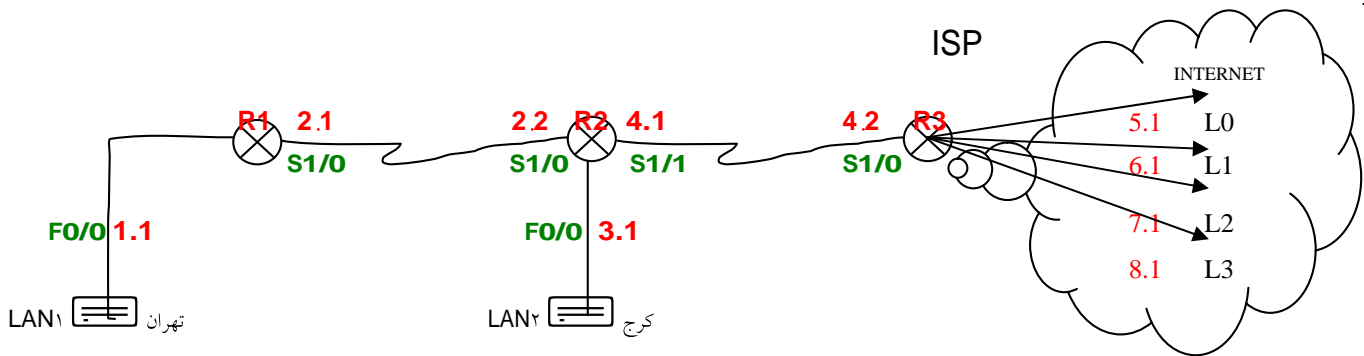 ISP
INTERNET
R1 2.1 2.2 R2 4.1 4.2 R3 5.1 L0
S1/0 S1/0 S1/1 S1/0 6.1 L1
F0/0 1.1 F0/0 3.1 7.1 L2
8.1 L3
LAN۱ تهران LAN۲ کرج